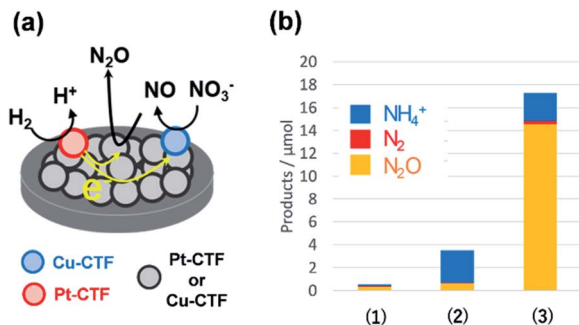 (a)
N₂O
H⁺
NO
NO₃⁻
H₂
e⁻
Cu-CTF
Pt-CTF
Pt-CTF
or
Cu-CTF
(b)
Products / μmol
20
18
16
14
12
10
8
6
4
2
0
NH₄⁺
N₂
N₂O
(1)
(2)
(3)